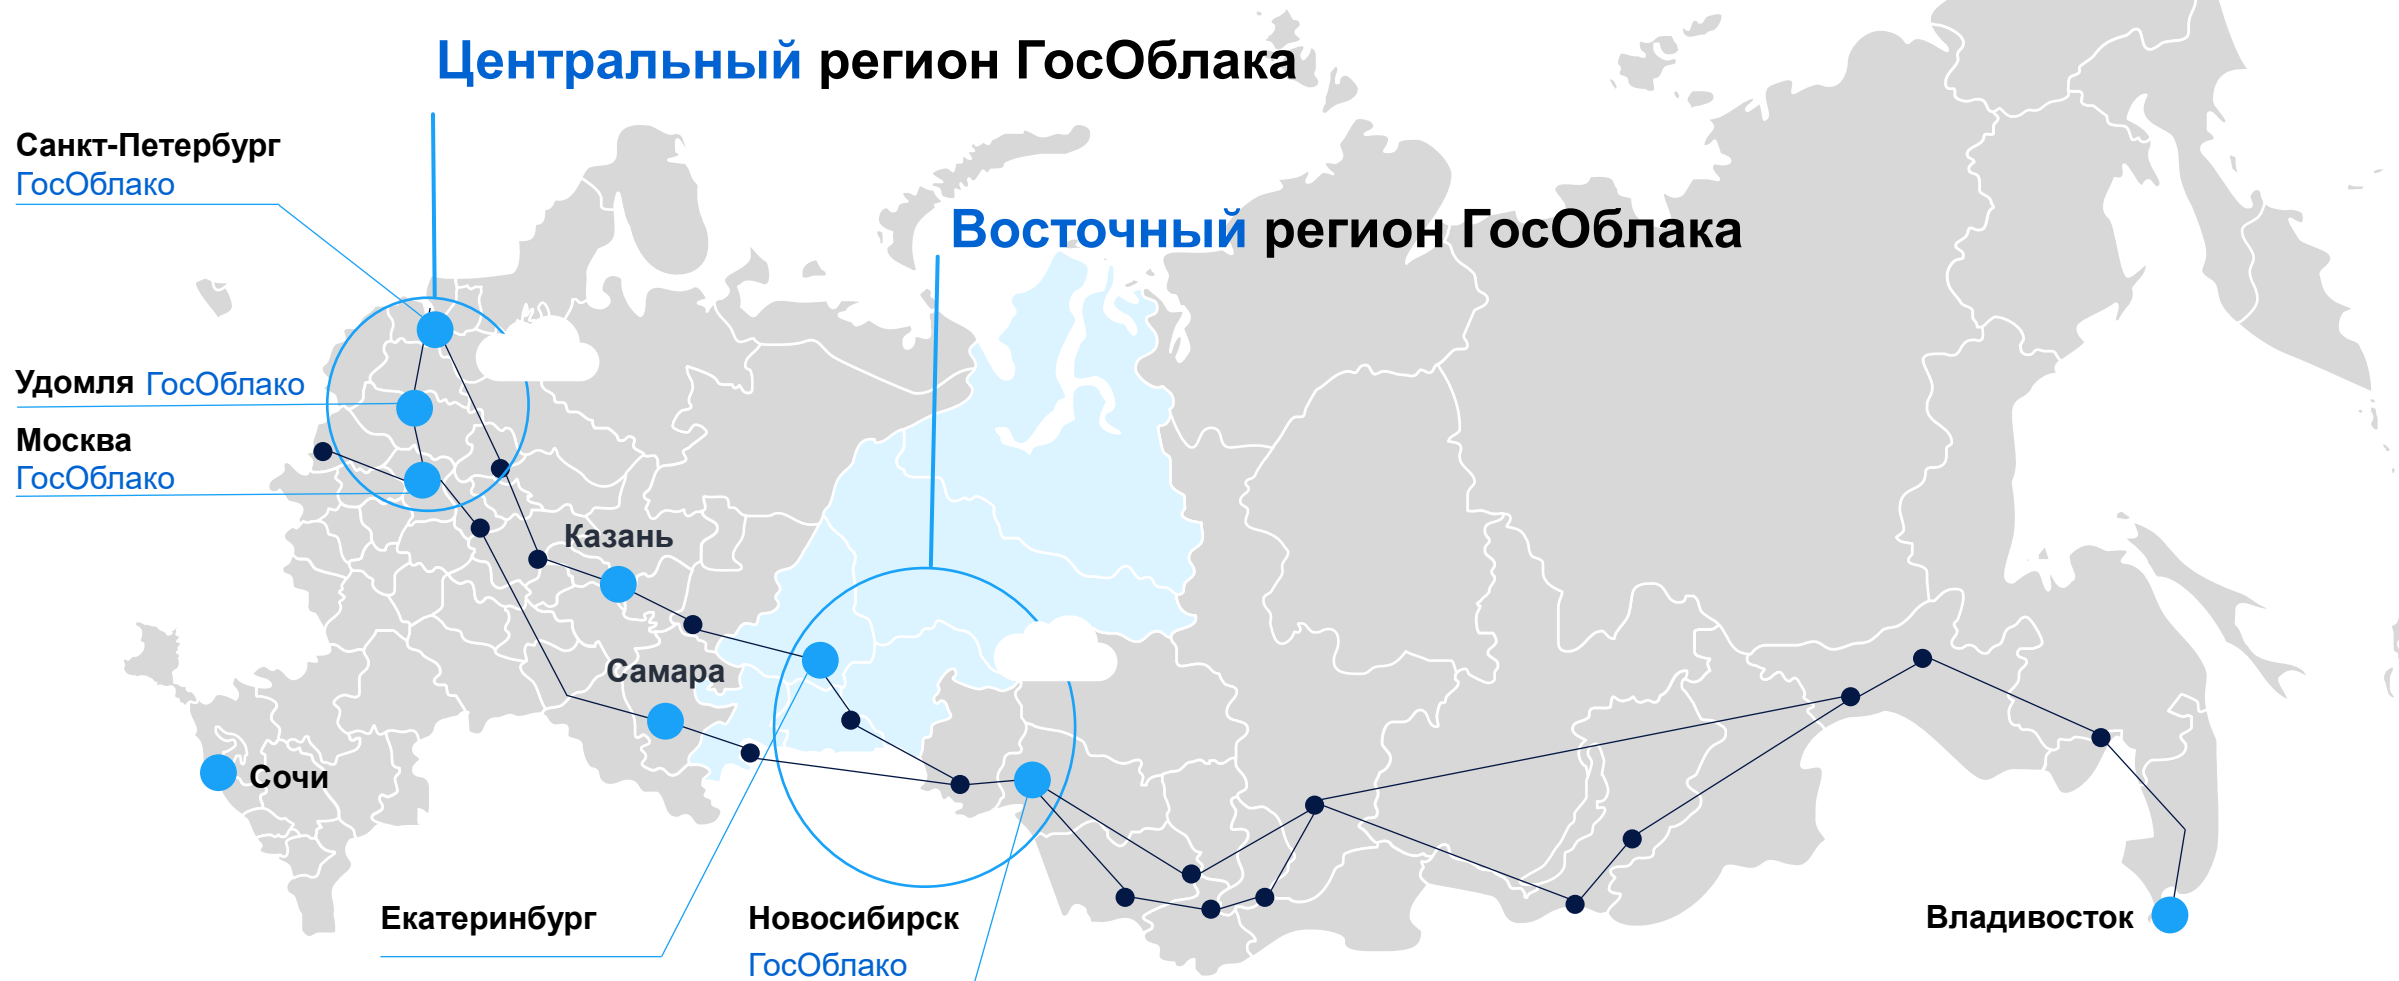 Центральный регион ГосОблака
Санкт-Петербург
ГосОблако
Восточный регион ГосОблака
Удомля ГосОблако
Москва
ГосОблако
Казань
Самара
Сочи
Екатеринбург
Новосибирск
ГосОблако
Владивосток